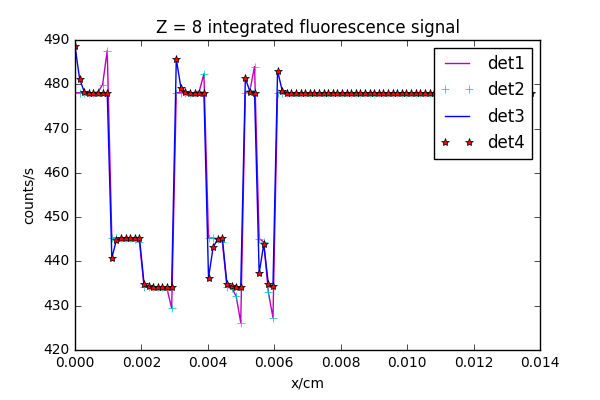 Z = 8 integrated fluorescence signal
490
480
470
460
450
440
430
420
counts/s
det1
det2
det3
det4
0.000 0.002 0.004 0.006 0.008 0.010 0.012 0.014
x/cm